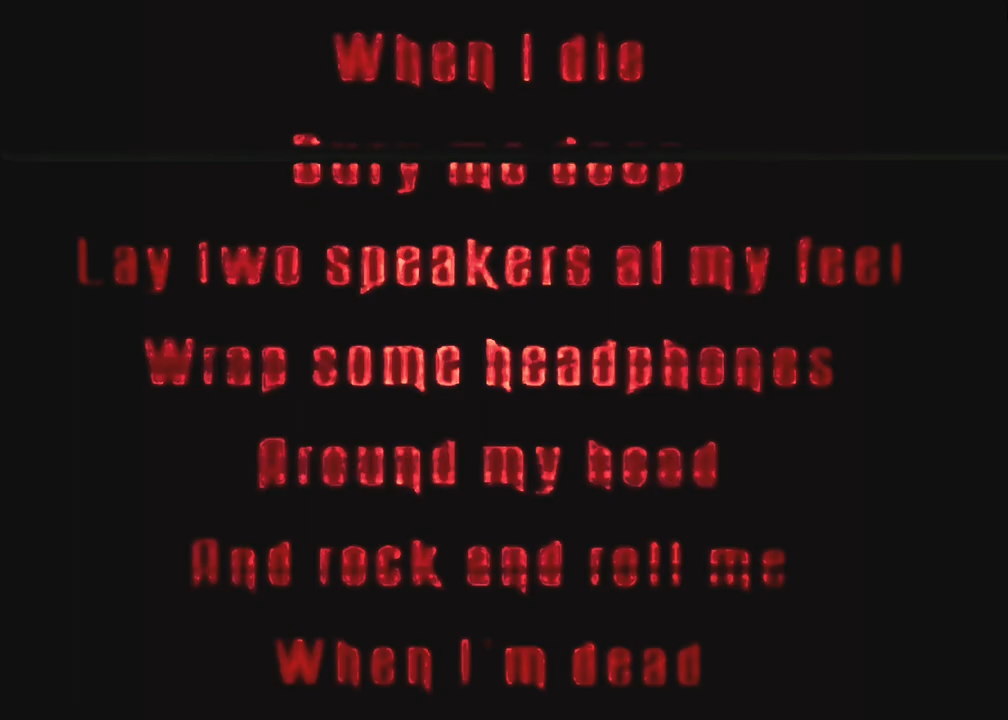 When I die
Bury me deep
Lay two speakers at my feet
Wrap some headphones
Around my head
And rock and roll me
When I'm dead